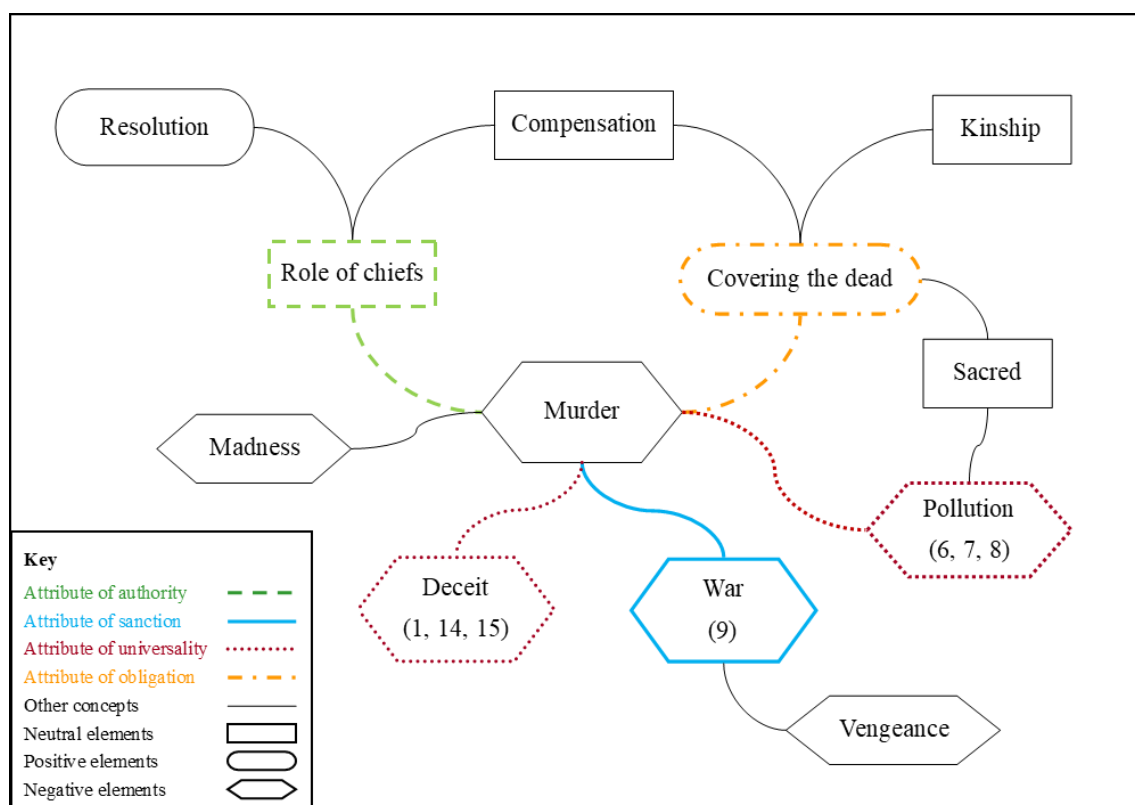 Resolution
Compensation
Kinship
Role of chiefs
Covering the dead
Sacred
Murder
Madness
Pollution
(6, 7, 8)
Deceit
(1, 14, 15)
War
(9)
Vengeance
Key
Attribute of authority
Attribute of sanction
Attribute of universality
Attribute of obligation
Other concepts
Neutral elements
Positive elements
Negative elements